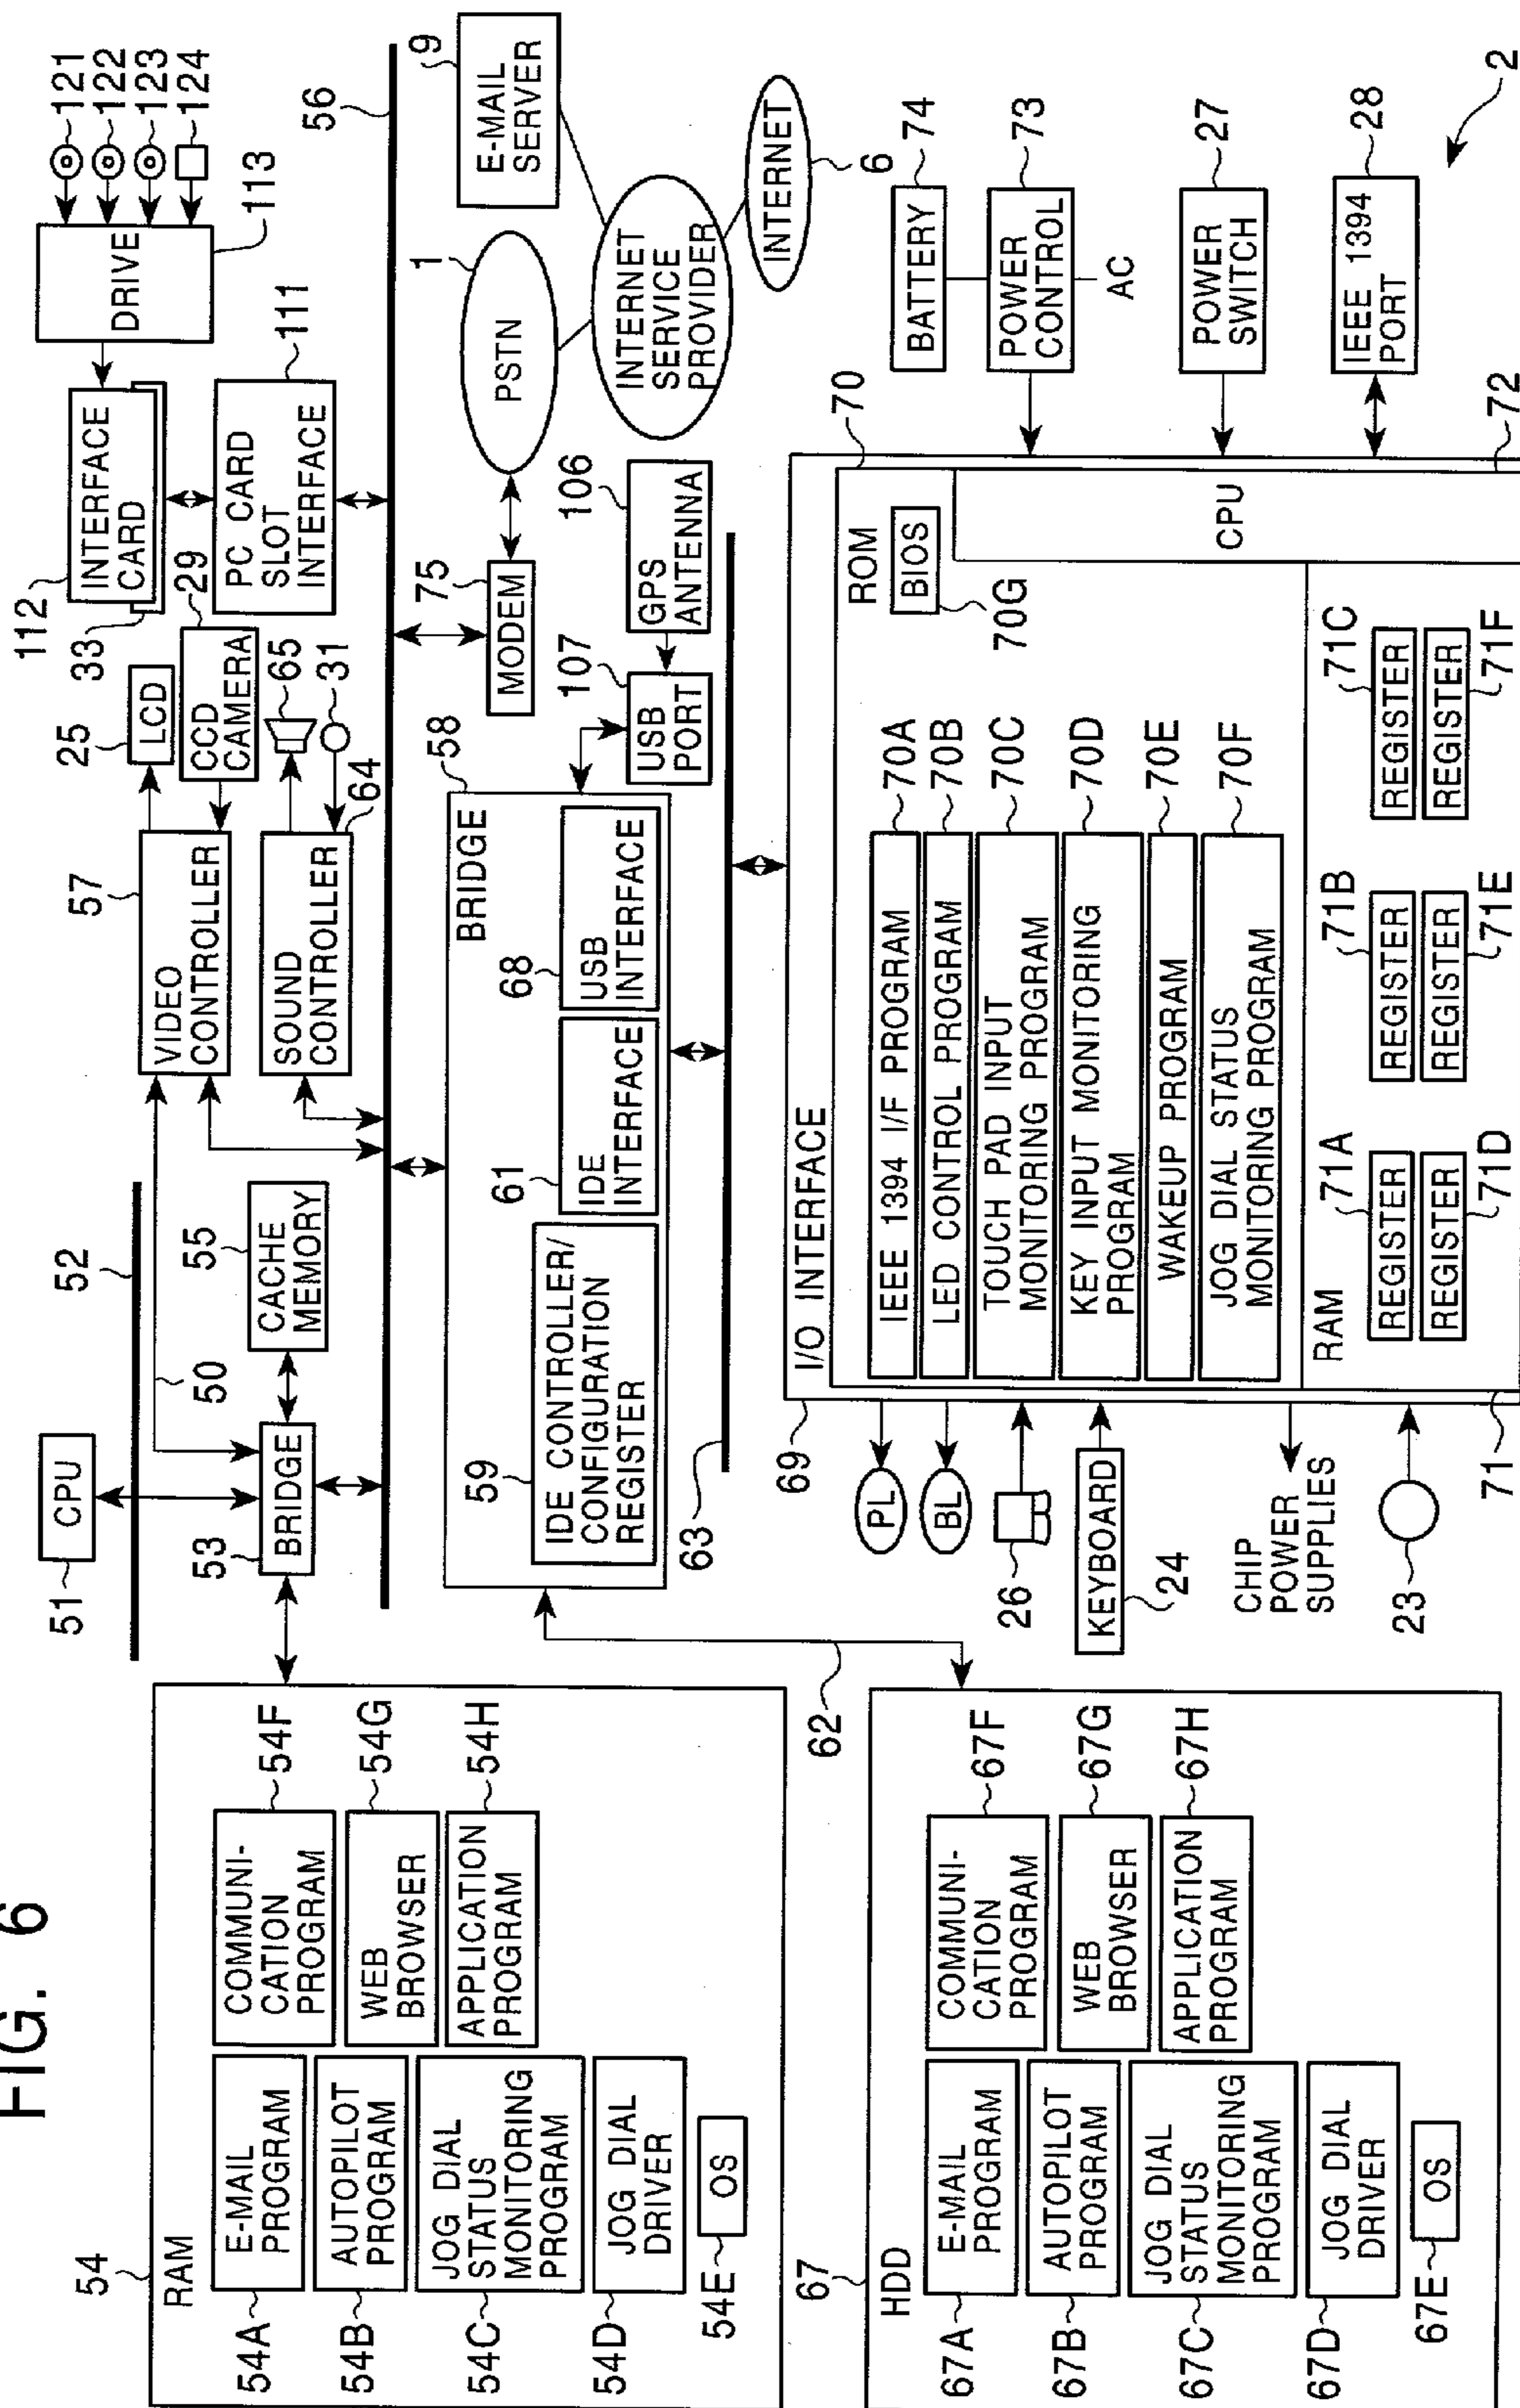 FIG. 6
54
RAM
54A
E-MAIL
PROGRAM
54B
AUTOPILOT
PROGRAM
54C
JOG DIAL
STATUS
MONITORING
PROGRAM
54D
JOG DIAL
DRIVER
54E
OS
COMMUNI-
CATION
PROGRAM
54F
WEB
BROWSER
54G
APPLICATION
PROGRAM
54H
67
HDD
67A
E-MAIL
PROGRAM
67B
AUTOPILOT
PROGRAM
67C
JOG DIAL
STATUS
MONITORING
PROGRAM
67D
JOG DIAL
DRIVER
67E
OS
COMMUNI-
CATION
PROGRAM
67F
WEB
BROWSER
67G
APPLICATION
PROGRAM
67H
62
51
CPU
52
53
BRIDGE
50
55
CACHE
MEMORY
57
VIDEO
CONTROLLER
25
LCD
29
CCD
CAMERA
SOUND
CONTROLLER
64
65
31
112
INTERFACE
CARD
33
PC CARD
SLOT
INTERFACE
111
DRIVE
113
121
122
123
124
56
58
BRIDGE
59
IDE CONTROLLER/
CONFIGURATION
REGISTER
61
IDE
INTERFACE
68
USB
INTERFACE
63
75
MODEM
107
USB
PORT
106
GPS
ANTENNA
1
PSTN
INTERNET
SERVICE
PROVIDER
9
E-MAIL
SERVER
INTERNET
6
69
I/O INTERFACE
PL
BL
26
KEYBOARD
24
CHIP
POWER
SUPPLIES
23
IEEE 1394 I/F PROGRAM
70A
LED CONTROL PROGRAM
70B
TOUCH PAD INPUT
MONITORING PROGRAM
70C
KEY INPUT MONITORING
PROGRAM
70D
WAKEUP PROGRAM
70E
JOG DIAL STATUS
MONITORING PROGRAM
70F
ROM
BIOS
70G
70
CPU
72
RAM
71
71A
REGISTER
71B
REGISTER
71C
REGISTER
REGISTER
71D
REGISTER
71E
REGISTER
71F
BATTERY
74
POWER
CONTROL
73
AC
POWER
SWITCH
27
IEEE 1394
PORT
28
2